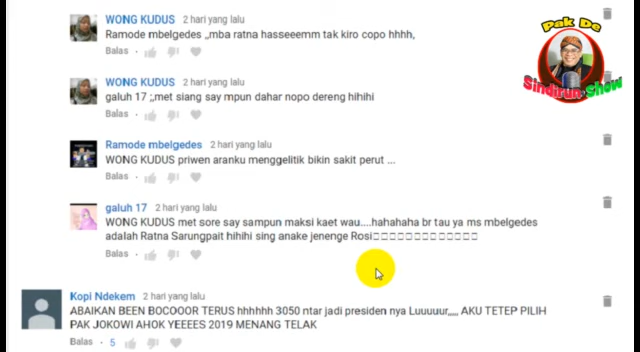 WONG KUDUS 2 hari yang lalu
Ramode mbelgedes ,,mba ratna hasseeemm tak kiro copo hhhh,
Balas
Pak De
Sindiran Show
WONG KUDUS 2 hari yang lalu
galuh 17 ;,met siang say mpun dahar nopo dereng hihihi
Balas
Ramode mbelgedes 2 hari yang lalu
WONG KUDUS priwen aranku menggelitik bikin sakit perut ...
Balas
galuh 17 2 hari yang lalu
WONG KUDUS met sore say sampun maksi kaet wau....hahahaha br tau ya ms mbelgedes
adalah Ratna Sarungpait hihihi sing anake jenenge Rosi
Balas
Kopi Ndekem 2 hari yang lalu
ABAIKAN BEEN BOCOOOR TERUS hhhhhh 3050 ntar jadi presiden nya Luuuuur,,,,, AKU TETEP PILIH
PAK JOKOWI AHOK YEEEES 2019 MENANG TELAK
Balas 5